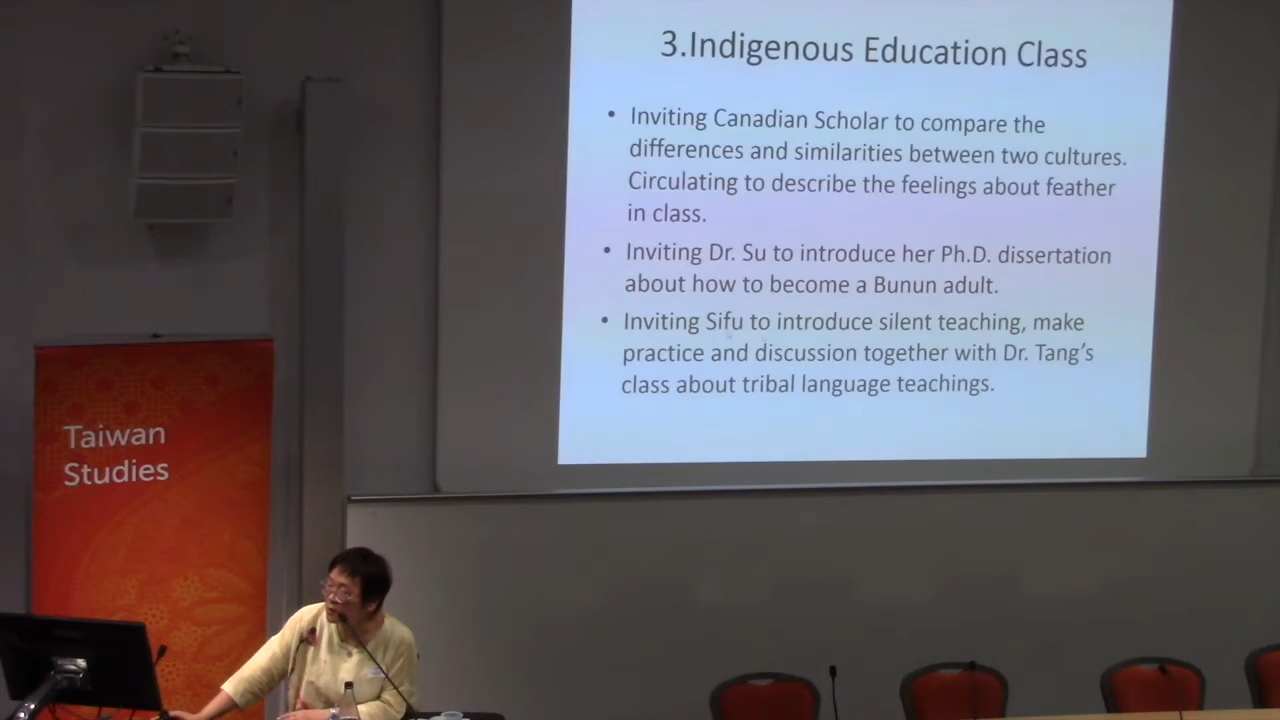 3.Indigenous Education Class
• Inviting Canadian Scholar to compare the
differences and similarities between two cultures.
Circulating to describe the feelings about feather
in class.
• Inviting Dr. Su to introduce her Ph.D. dissertation
about how to become a Bunun adult.
• Inviting Sifu to introduce silent teaching, make
practice and discussion together with Dr. Tang's
class about tribal language teachings.
Taiwan
Studies